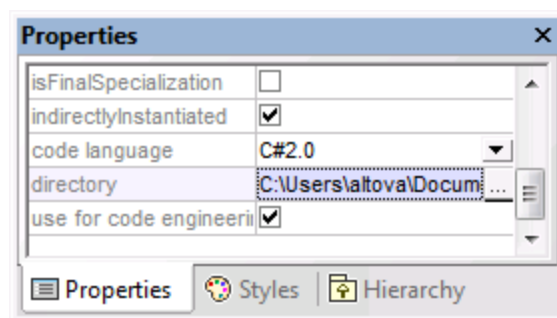 Properties
isFinalSpecialization
indirectlyInstantiated
code language C#2.0
directory C:\Users\altova\Docum ...
use for code engineeri
Properties Styles Hierarchy